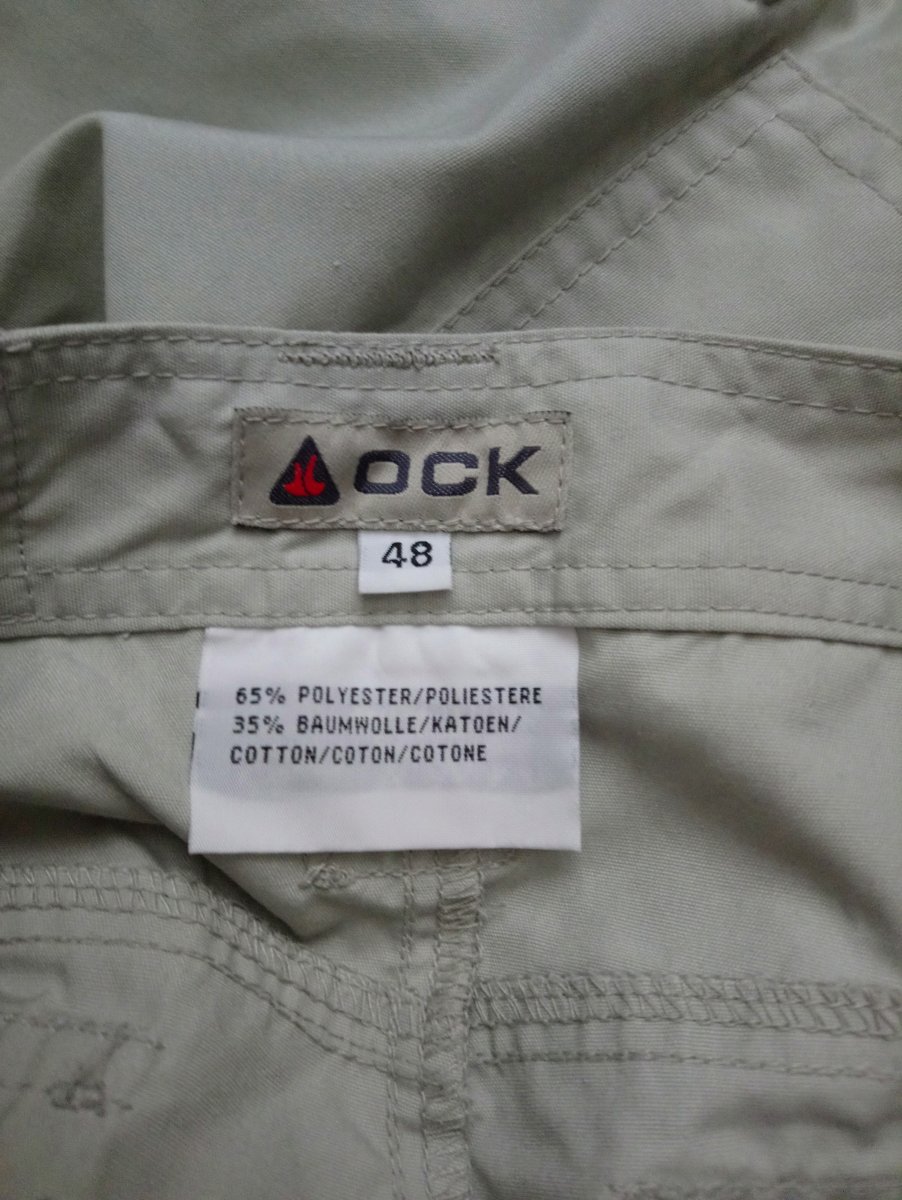 OCK
48
65% POLYESTER/POLIESTERE
35% BAUMWOLLE/KATOEN/
COTTON/COTON/COTONE